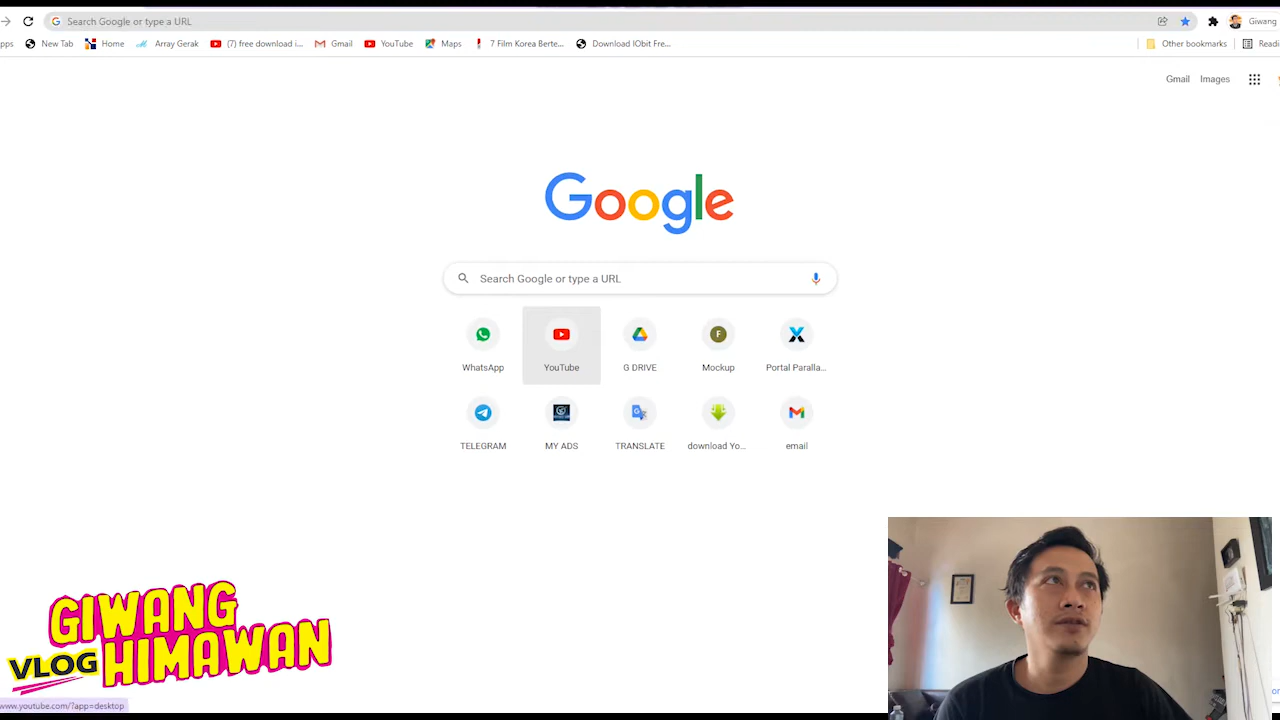 Search Google or type a URL
Giwang
pps New Tab Home Array Gerak (7) free download i... Gmail YouTube Maps 7 Film Korea Berte... Download IObit Fre... Other bookmarks Readi
Gmail Images
Google
Search Google or type a URL
WhatsApp YouTube G DRIVE Mockup Portal Paralla...
F
TELEGRAM MY ADS TRANSLATE download Yo... email
GIWANG
VLOG HIMAWAN
www.youtube.com/?app=desktop